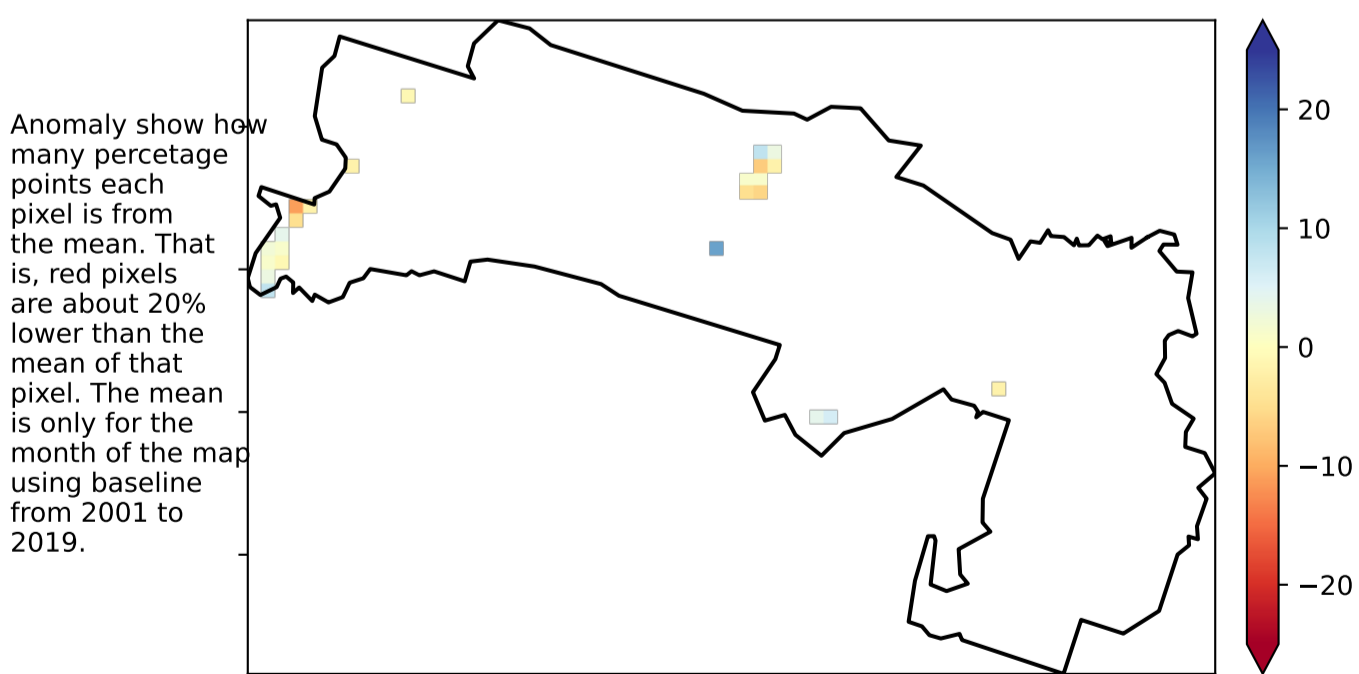 Anomaly show how
many percetage
points each
pixel is from
the mean. That
is, red pixels
are about 20%
lower than the
mean of that
pixel. The mean
is only for the
month of the map
using baseline
from 2001 to
2019.
20
10
0
−10
−20